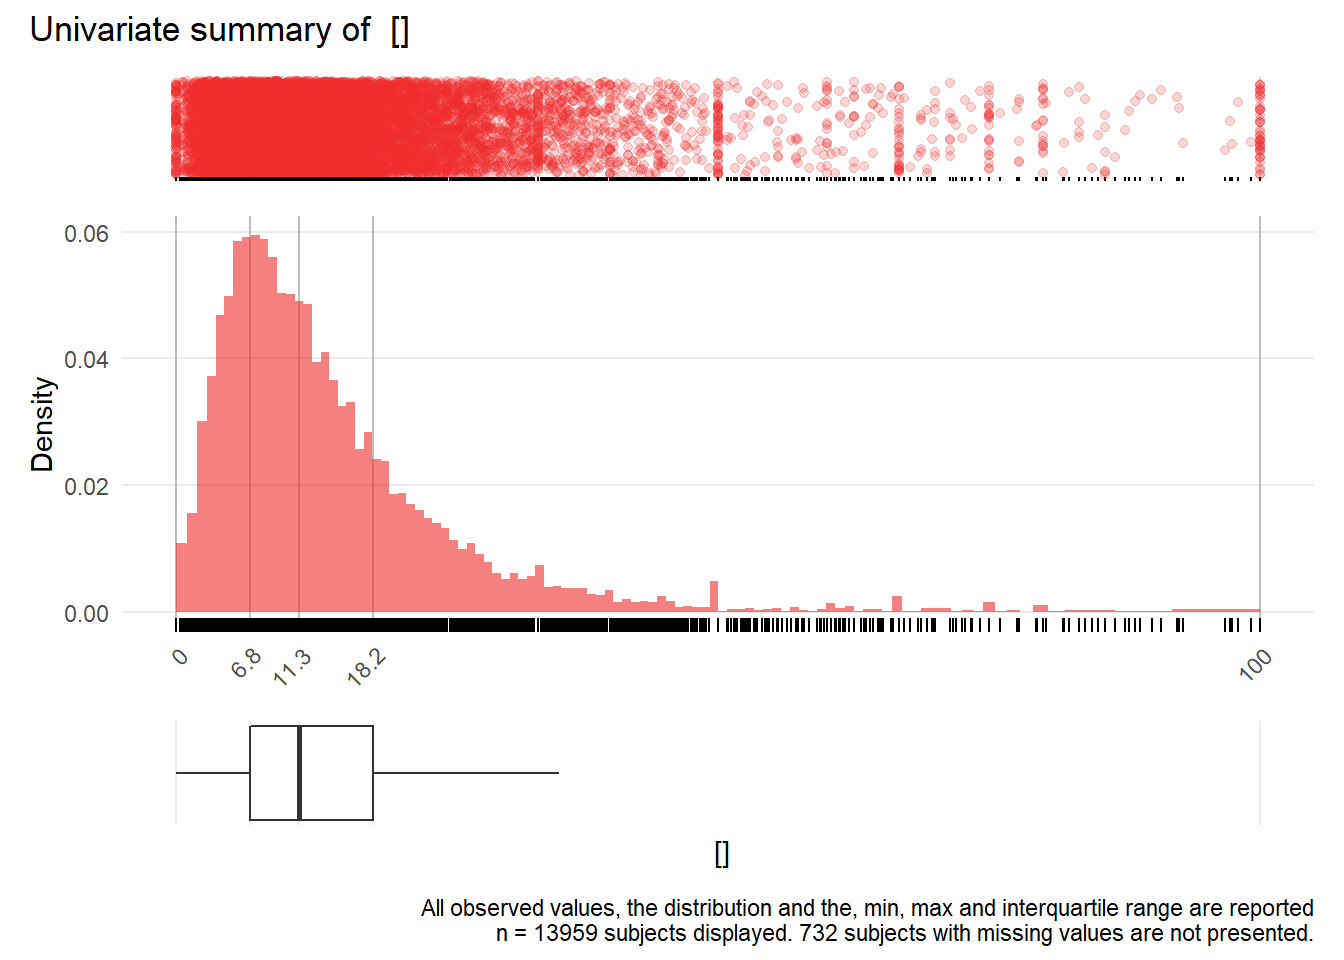 Univariate summary of  []
0.06
0.04
0.02
0.00
Density
0
6.8
11.3
18.2
100
[]
All observed values, the distribution and the, min, max and interquartile range are reported
n = 13959 subjects displayed. 732 subjects with missing values are not presented.